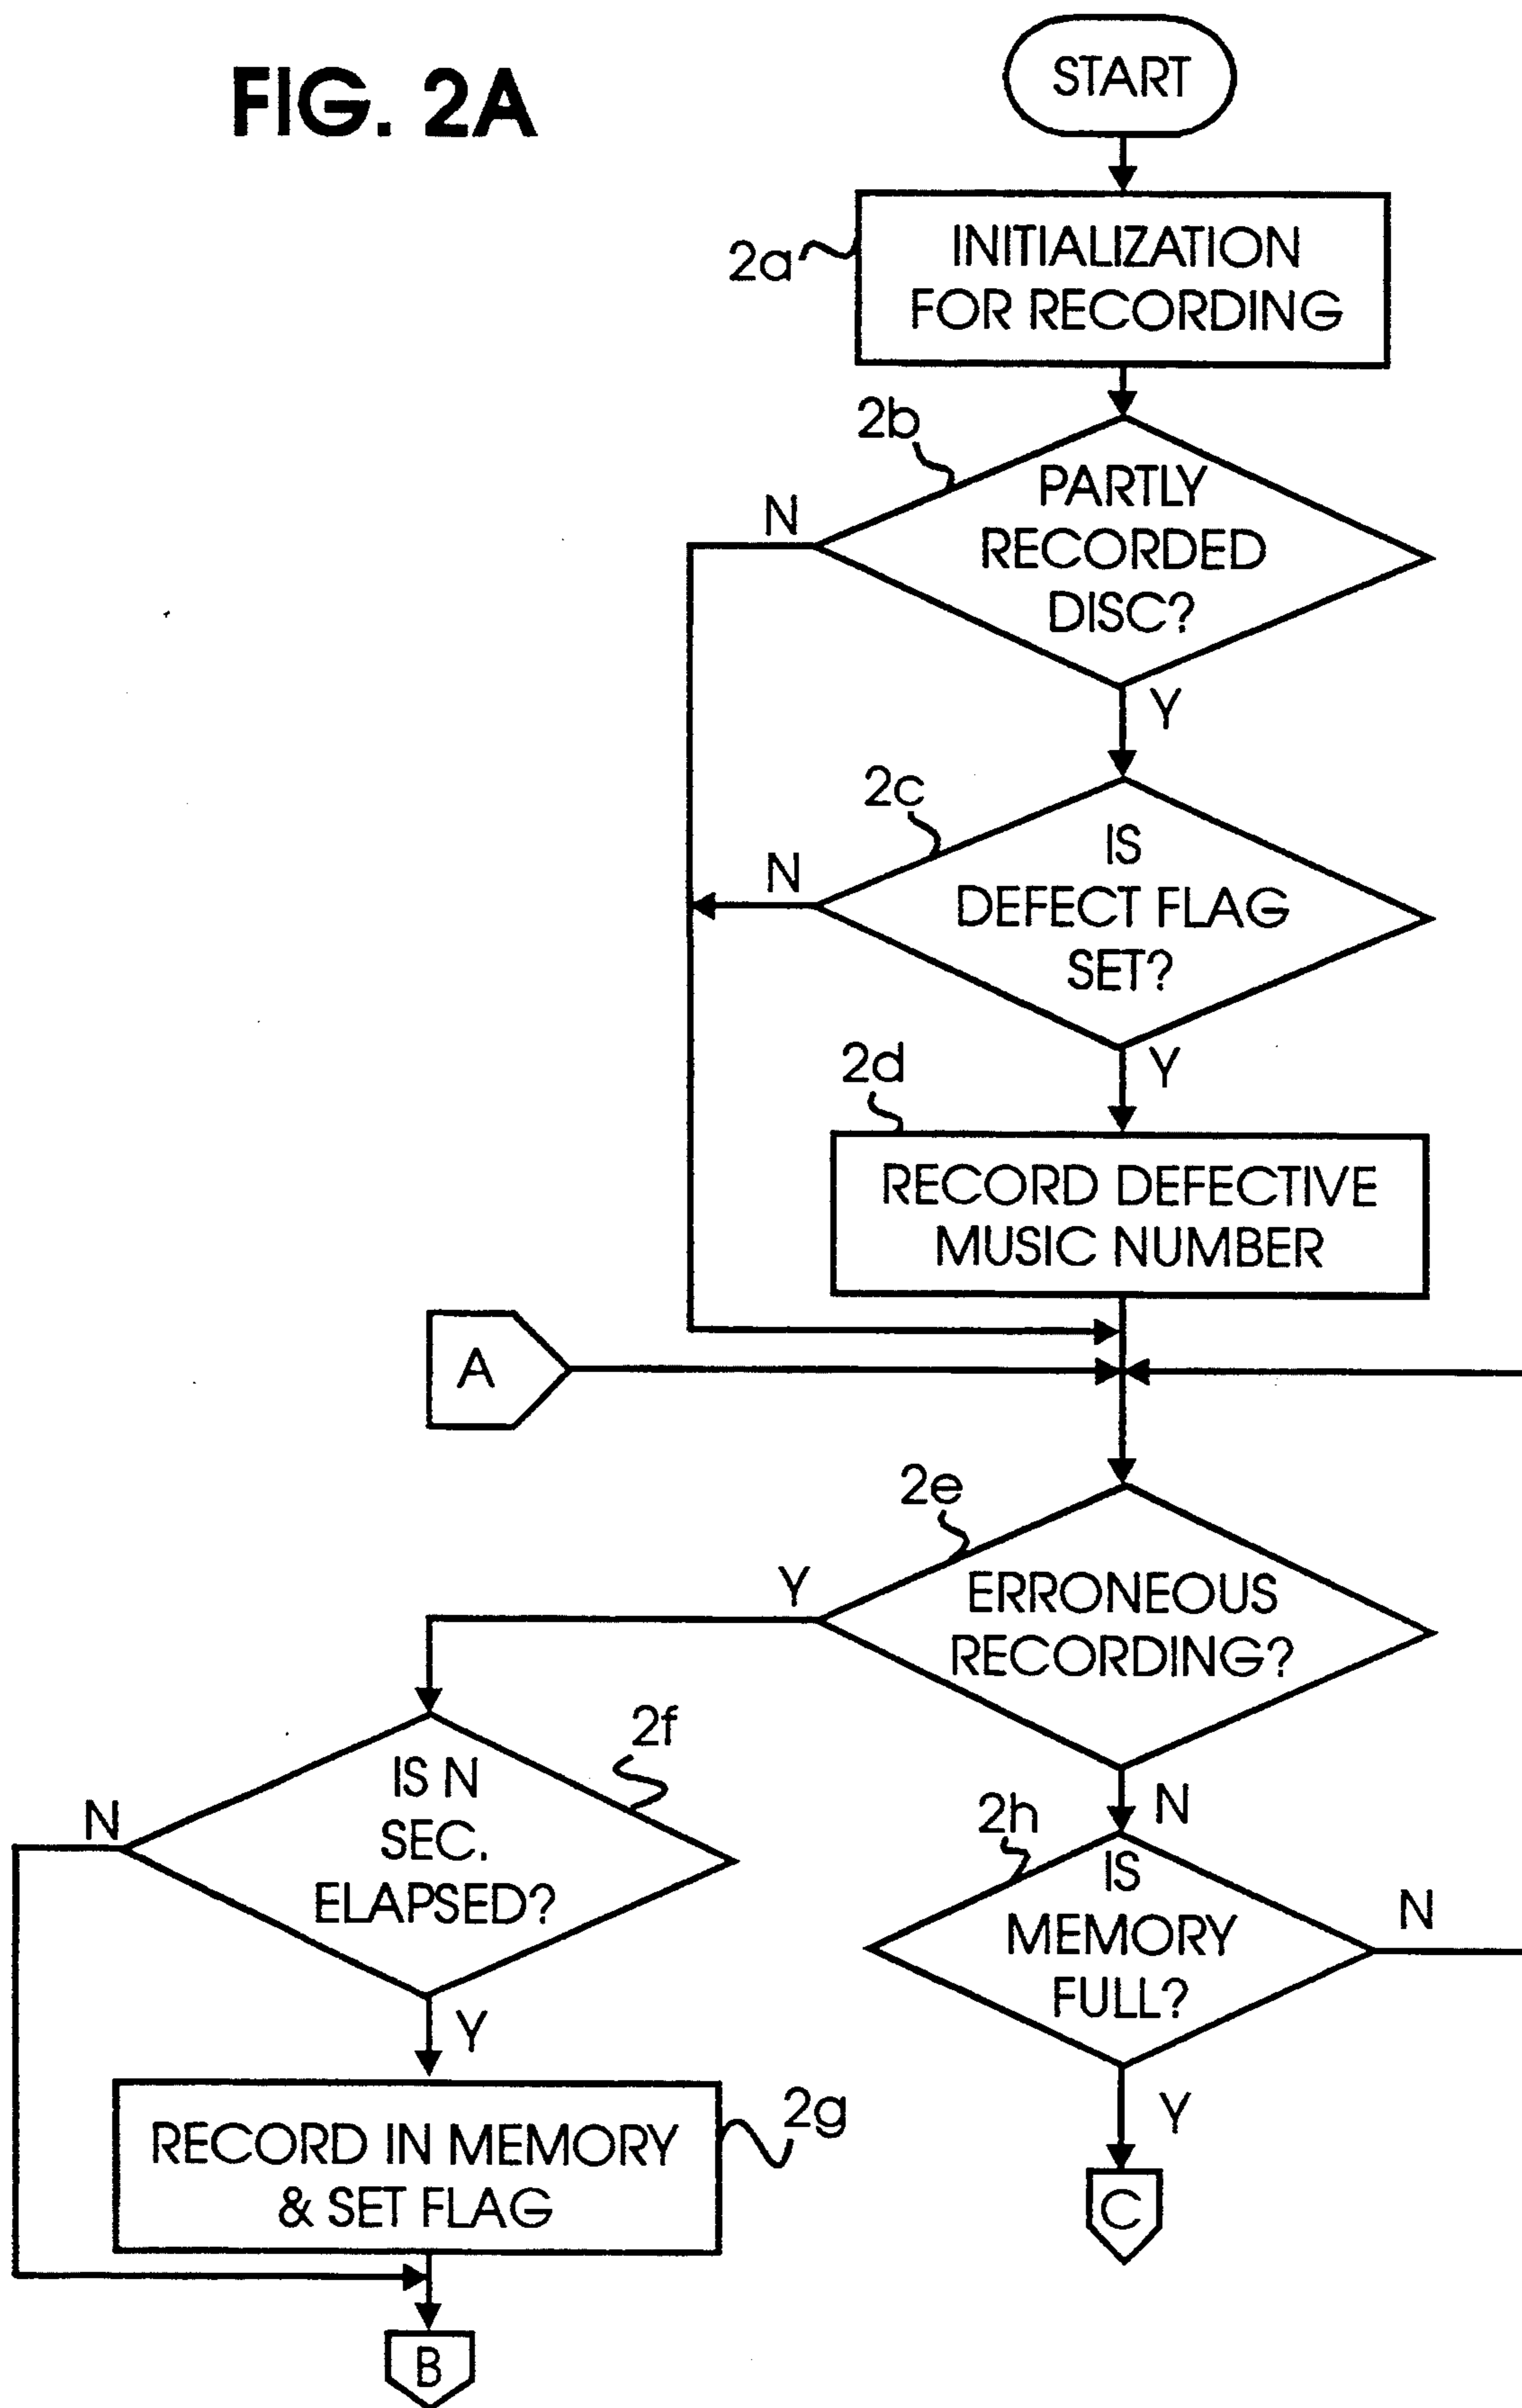 FIG. 2A
START
2a
INITIALIZATION
FOR RECORDING
2b
PARTLY
RECORDED
DISC?
N
Y
2c
IS
DEFECT FLAG
SET?
N
Y
2d
RECORD DEFECTIVE
MUSIC NUMBER
A
2e
ERRONEOUS
RECORDING?
Y
N
2f
IS N
SEC.
ELAPSED?
N
Y
2h
IS
MEMORY
FULL?
N
Y
2g
RECORD IN MEMORY
& SET FLAG
C
B